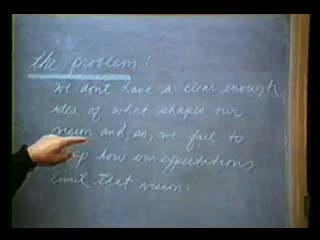 the problem:
we dont have a clear enough
idea of what shapes our
vision and, so, we fail to
how our expectations
limit that vision.